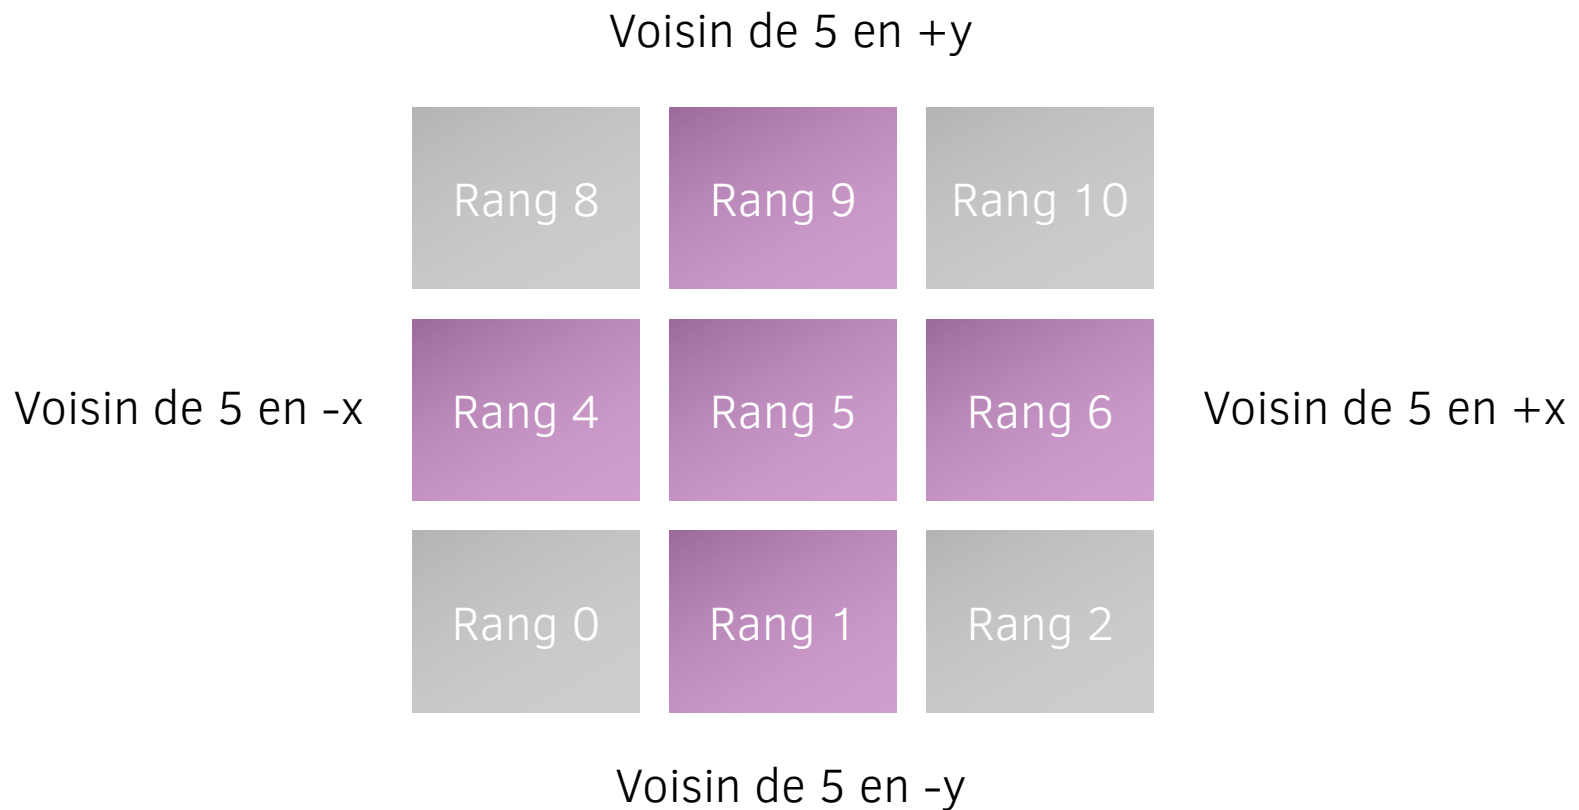 Voisin de 5 en +y
Rang 8 Rang 9 Rang 10
Voisin de 5 en -x Rang 4 Rang 5 Rang 6 Voisin de 5 en +x
Rang 0 Rang 1 Rang 2
Voisin de 5 en -y